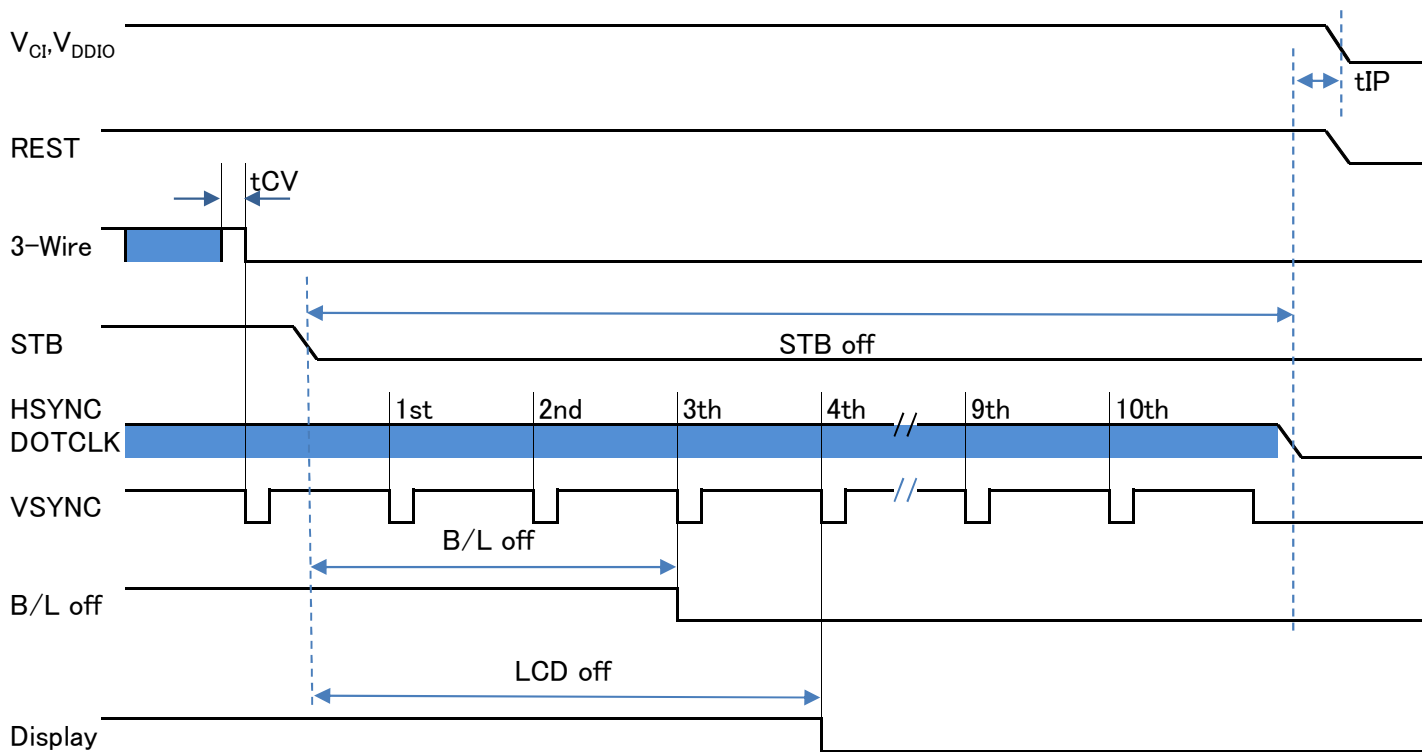 VCI,VDDIO
tIP
REST
tCV
3-Wire
STB
STB off
HSYNC
1st
2nd
3th
4th
9th
10th
DOTCLK
VSYNC
B/L off
B/L off
LCD off
Display